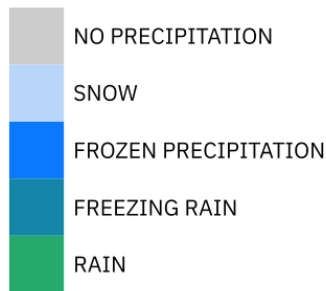 NO PRECIPITATION
SNOW
FROZEN PRECIPITATION
FREEZING RAIN
RAIN